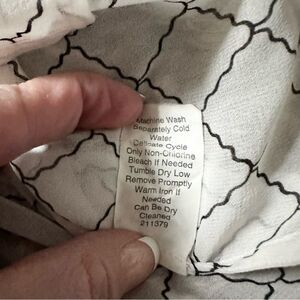 Machine Wash
Separately Cold
Water
Delicate Cycle
Only Non-Chlorine
Bleach If Needed
Tumble Dry Low
Remove Promptly
Warm Iron If
Needed
Can Be Dry
Cleaned
211379